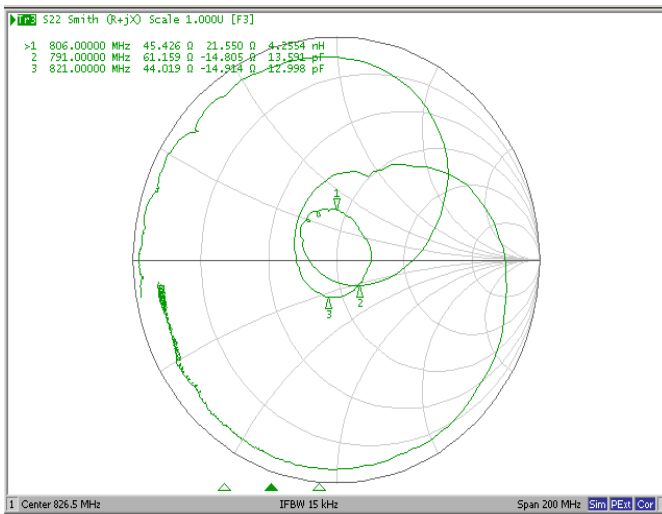 Tr3 S22 Smith (R+jX) Scale 1.000U [F3]
>1 806.00000 MHz 45.426 Ω 21.550 Ω 4.2554 nH
2 791.00000 MHz 61.159 Ω -14.805 Ω 13.591 pF
3 821.00000 MHz 44.019 Ω -14.914 Ω 12.998 pF
1
2
3
1 Center 826.5 MHz IFBW 15 kHz Span 200 MHz Sim PExt Cor